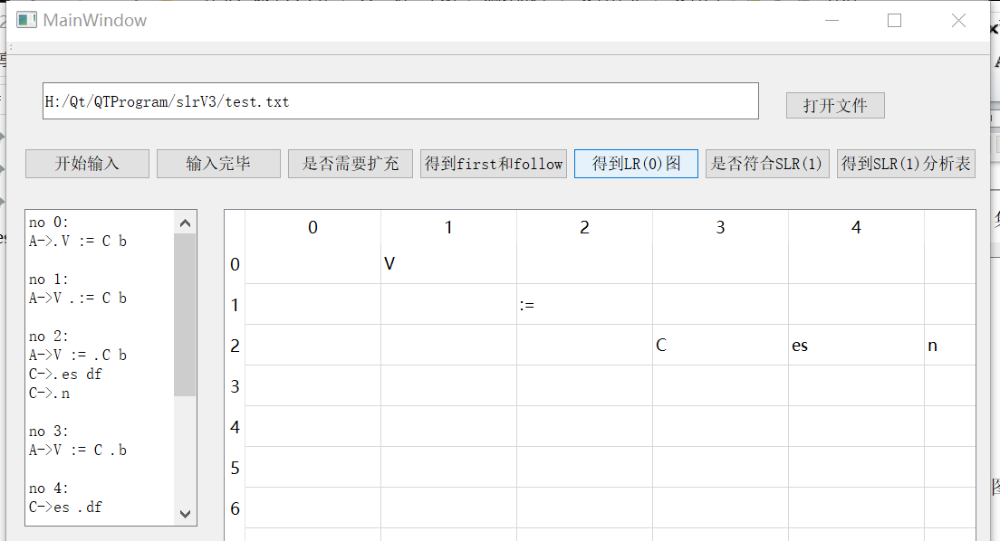 MainWindow
H:/Qt/QTProgram/slrV3/test.txt
打开文件
开始输入 输入完毕 是否需要扩充 得到first和follow 得到LR(0)图 是否符合SLR(1) 得到SLR(1)分析表
no 0:
A->.V := C b
no 1:
A->V .:= C b
no 2:
A->V := .C b
C->.es df
C->.n
no 3:
A->V := C .b
no 4:
C->es .df
0 1 2 3 4
0 V
1 :=
2 C es n
3
4
5
6